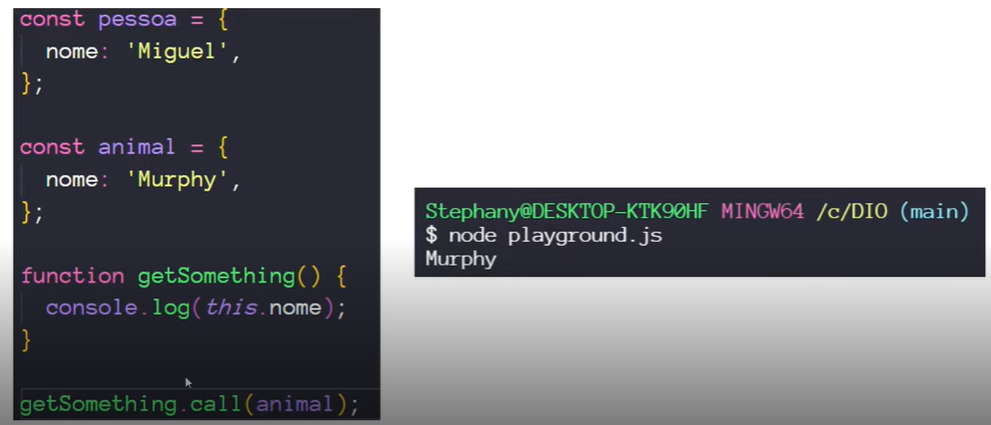 const pessoa = {
  nome: 'Miguel',
};
const animal = {
  nome: 'Murphy',
};
function getSomething() {
  console.log(this.nome);
}
getSomething.call(animal);
Stephany@DESKTOP-KTK90HF MINGW64 /c/DIO (main)
$ node playground.js
Murphy